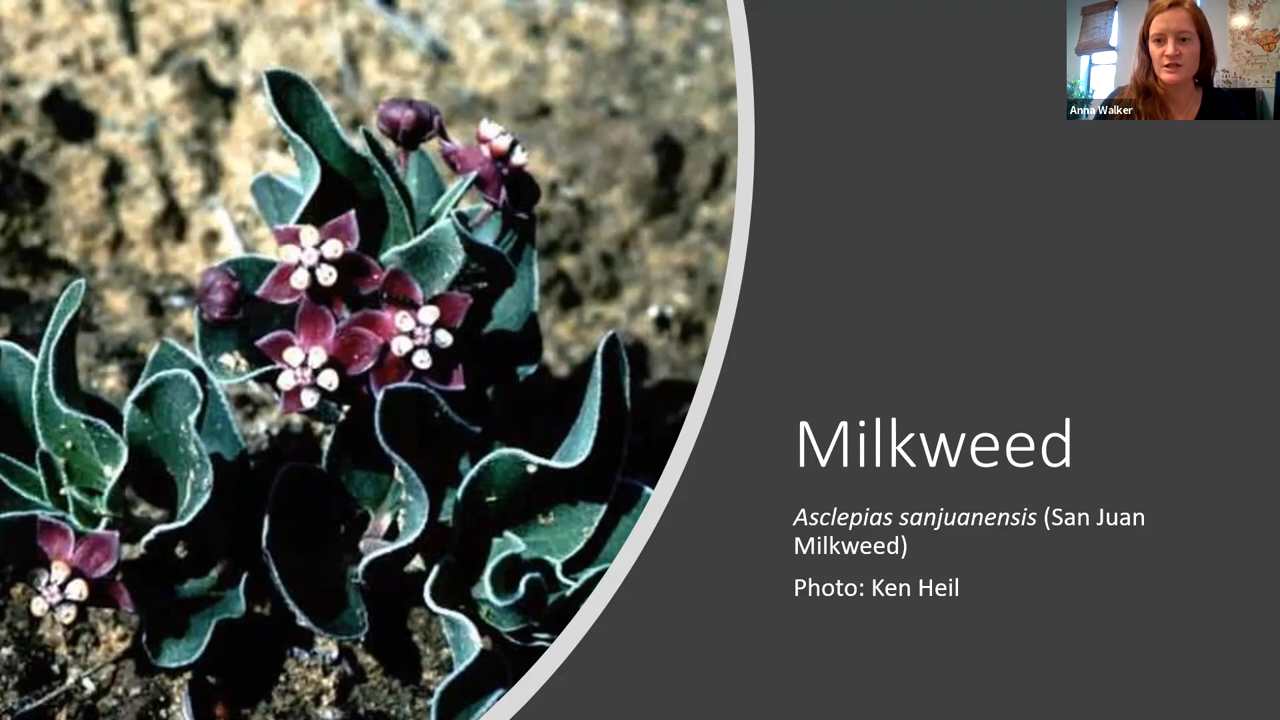 Anna Walker
Milkweed
Asclepias sanjuanensis (San Juan
Milkweed)
Photo: Ken Heil